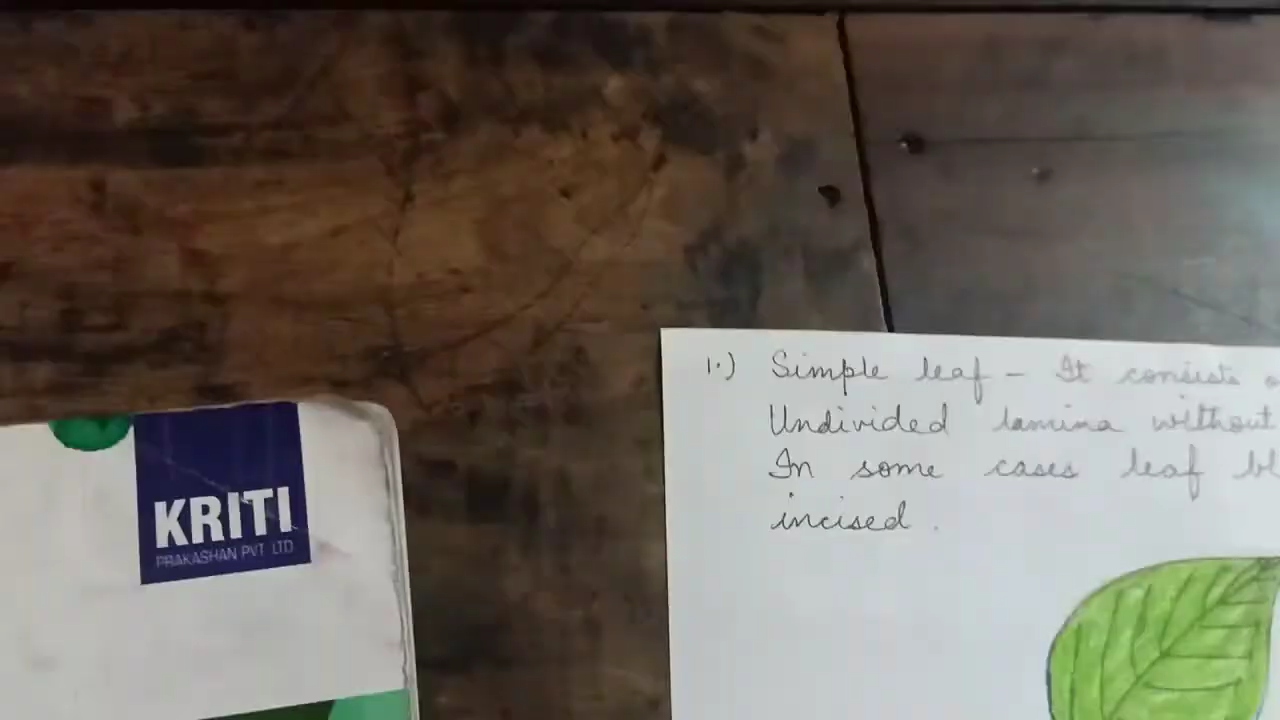 KRITI
PRAKASHAN PVT LTD
1.) Simple leaf - It consists
Undivided lamina without
In some cases leaf
incised.